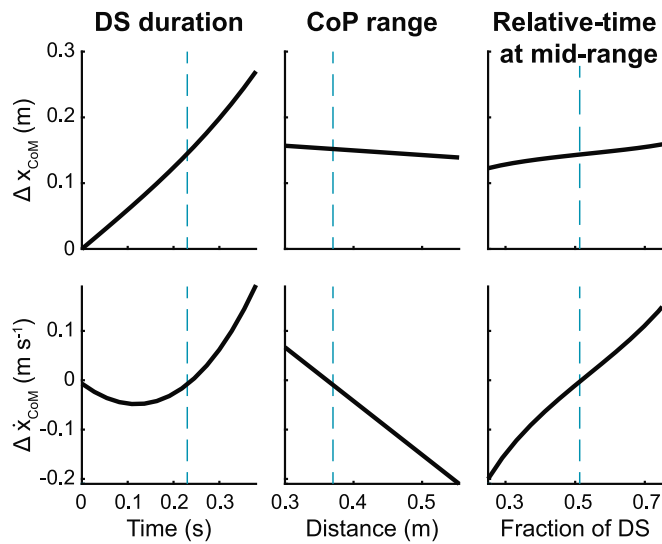 DS duration
CoP range
Relative-time
at mid-range
Δ x_CoM (m)
0.3
0.2
0.1
0
Δ ẋ_CoM (m s⁻¹)
0.1
0
-0.1
-0.2
0 0.1 0.2 0.3
0.3 0.4 0.5
0.3 0.5 0.7
Time (s)
Distance (m)
Fraction of DS